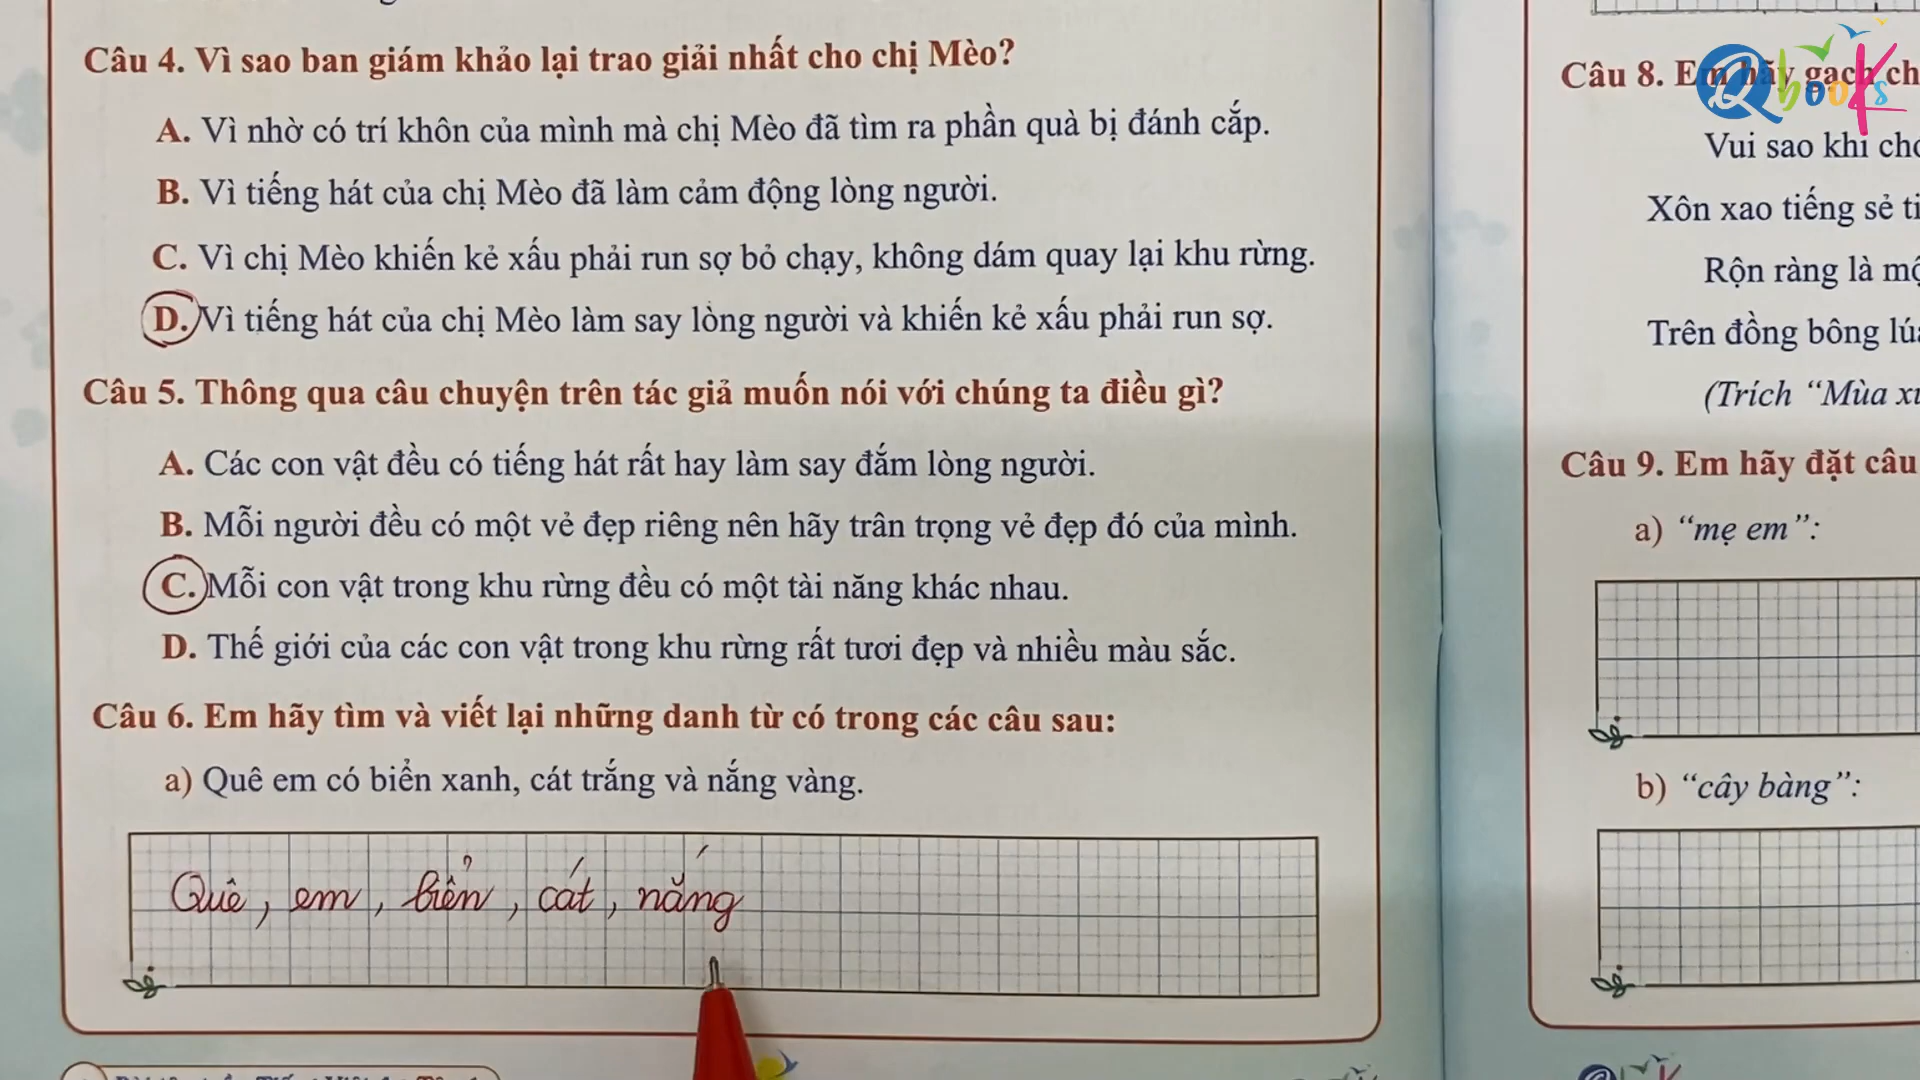 Câu 4. Vì sao ban giám khảo lại trao giải nhất cho chị Mèo?
A. Vì nhờ có trí khôn của mình mà chị Mèo đã tìm ra phần quà bị đánh cắp.
B. Vì tiếng hát của chị Mèo đã làm cảm động lòng người.
C. Vì chị Mèo khiến kẻ xấu phải run sợ bỏ chạy, không dám quay lại khu rừng.
D. Vì tiếng hát của chị Mèo làm say lòng người và khiến kẻ xấu phải run sợ.
Câu 5. Thông qua câu chuyện trên tác giả muốn nói với chúng ta điều gì?
A. Các con vật đều có tiếng hát rất hay làm say đắm lòng người.
B. Mỗi người đều có một vẻ đẹp riêng nên hãy trân trọng vẻ đẹp đó của mình.
C. Mỗi con vật trong khu rừng đều có một tài năng khác nhau.
D. Thế giới của các con vật trong khu rừng rất tươi đẹp và nhiều màu sắc.
Câu 6. Em hãy tìm và viết lại những danh từ có trong các câu sau:
a) Quê em có biển xanh, cát trắng và nắng vàng.
Quê, em, biển, cát, nắng
Qbooks
Câu 8. Em hãy gạch ch
Vui sao khi
Xôn xao tiếng sẻ
Rộn ràng là
Trên đồng bông
(Trích “Mùa
Câu 9. Em hãy đặt câu
a) “mẹ em”:
b) “cây bàng”: